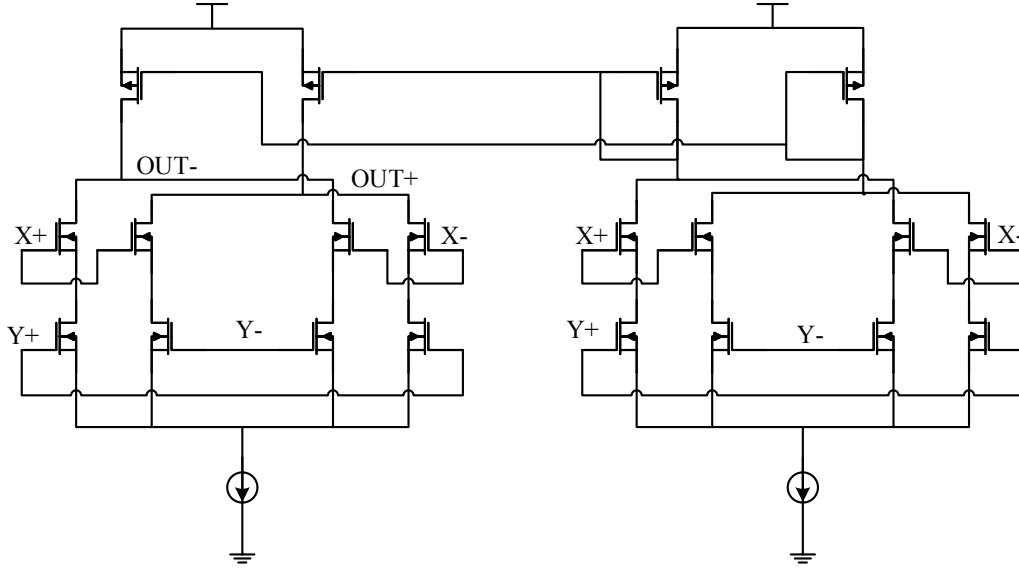 OUT-
OUT+
X+
X-
X+
X-
Y+
Y-
Y+
Y-